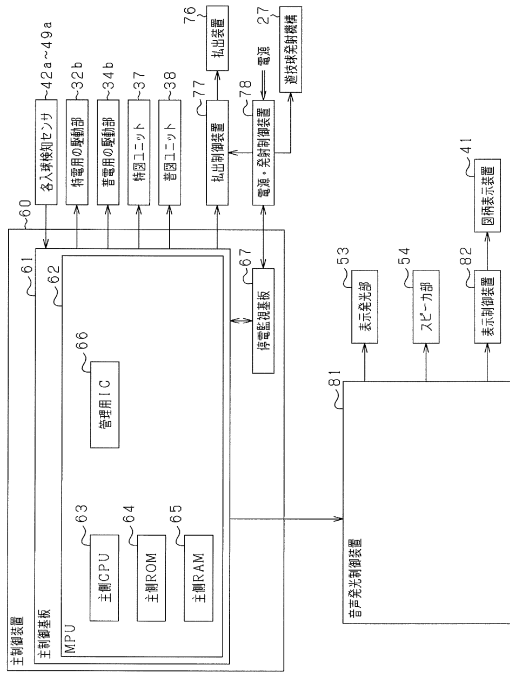 主制御装置
60
主制御基板
61
MPU
62
主側CPU
63
主側ROM
64
主側RAM
65
管理用IC
66
停電監視基板
67
各入球検知センサ
42a~49a
特電用の駆動部
32b
普電用の駆動部
34b
特図ユニット
37
普図ユニット
38
払出制御装置
77
払出装置
76
電源・発射制御装置
78
電源
遊技球発射機構
27
音声発光制御装置
81
表示発光部
53
スピーカ部
54
表示制御装置
82
図柄表示装置
41